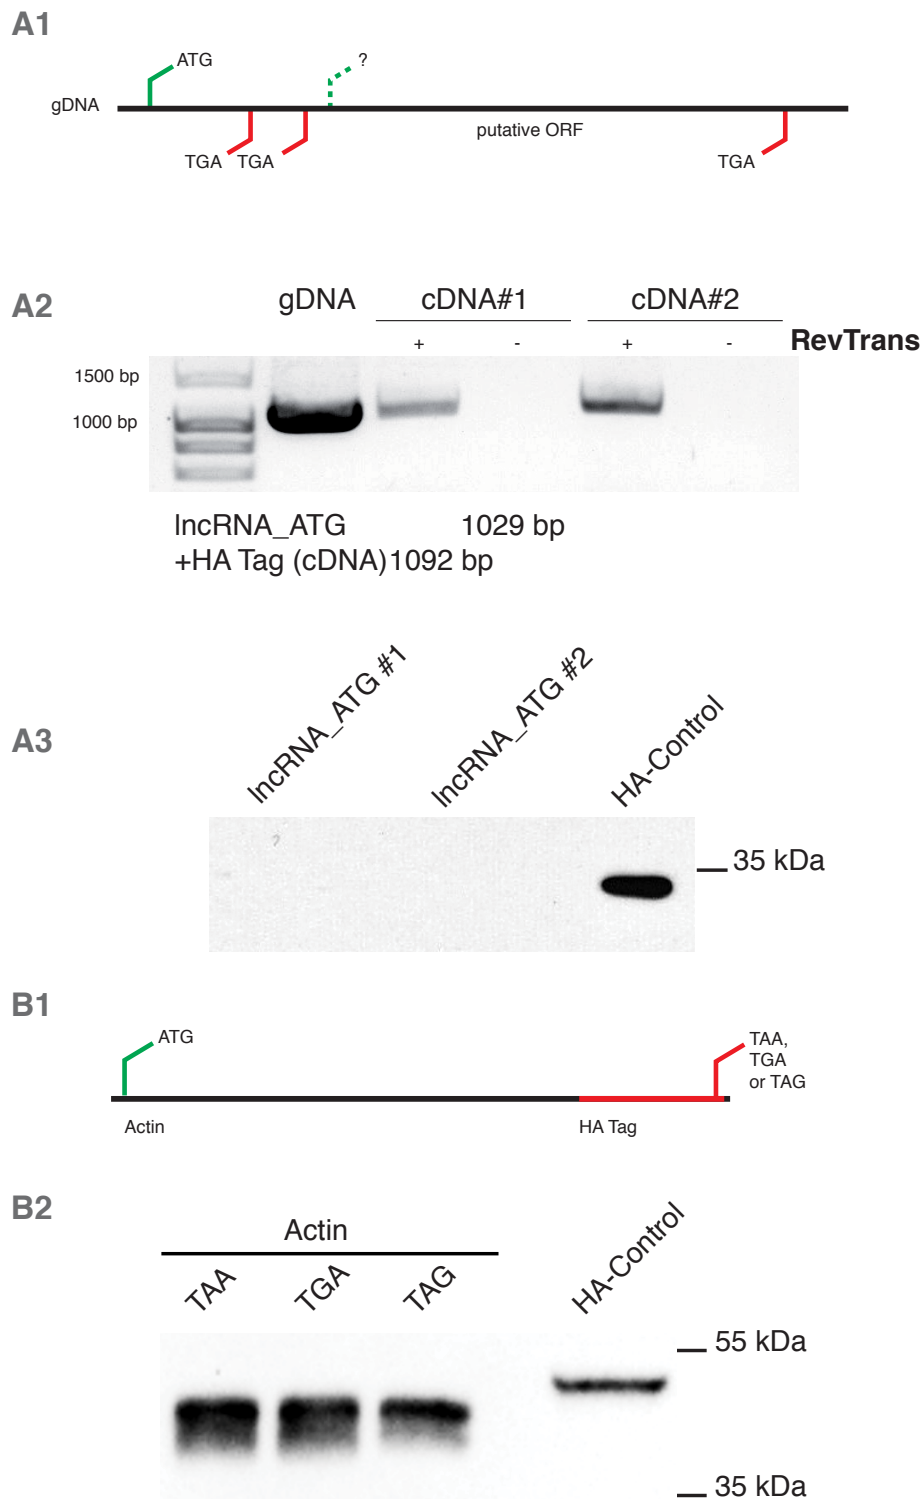 A1
ATG
?
gDNA
putative ORF
TGA TGA
TGA
A2
gDNA cDNA#1 cDNA#2
+ - + - RevTrans
1500 bp
1000 bp
lncRNA_ATG 1029 bp
+HA Tag (cDNA)1092 bp
A3
lncRNA_ATG #1
lncRNA_ATG #2
HA-Control
35 kDa
B1
ATG
TAA,
TGA
or TAG
Actin
HA Tag
B2
Actin
TAA TGA TAG HA-Control
55 kDa
35 kDa